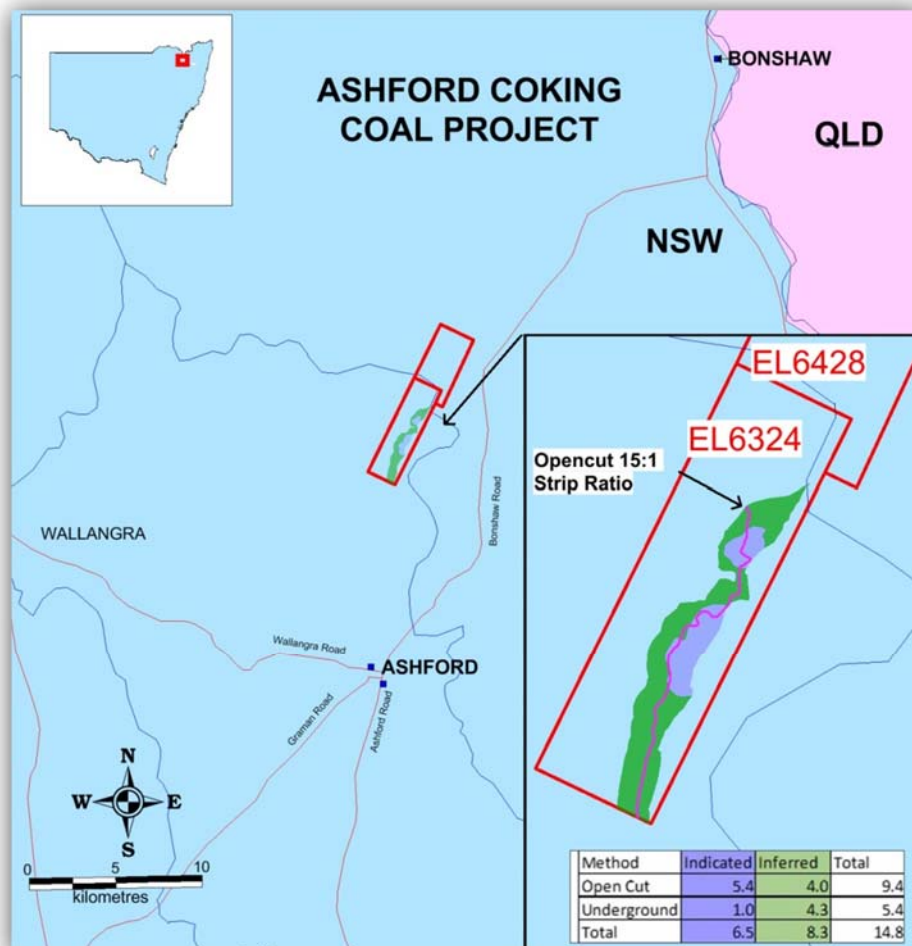 ASHFORD COKING
COAL PROJECT
BONSHAW
QLD
NSW
EL6428
EL6324
Opencut 15:1
Strip Ratio
Bonshaw Road
WALLANGRA
Wallangra Road
ASHFORD
Graman Road
Ashford Road
N
W E
S
0 5 10
kilometres
Method Indicated Inferred Total
Open Cut 5.4 4.0 9.4
Underground 1.0 4.3 5.4
Total 6.5 8.3 14.8